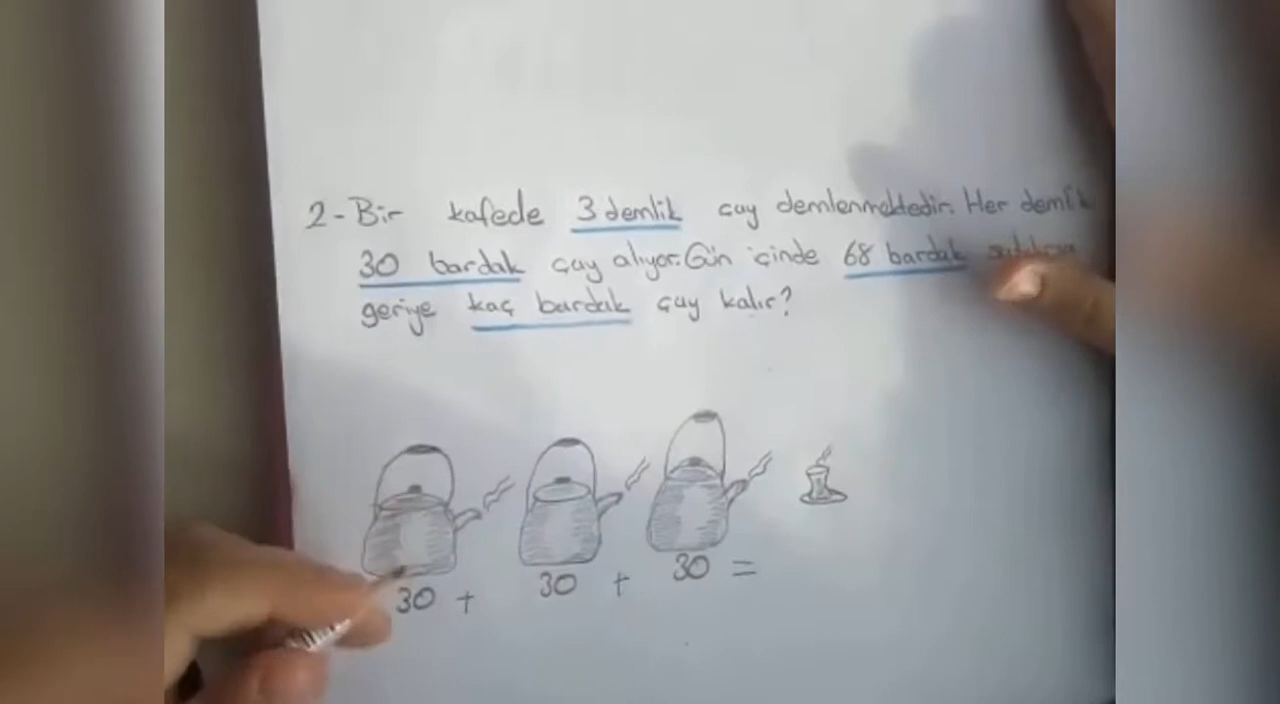 2-Bir kafede 3 demlik çay demlenmektedir. Her demlik
30 bardak çay alıyor. Gün içinde 68 bardak
geriye kaç bardak çay kalır?
30 + 30 + 30 =